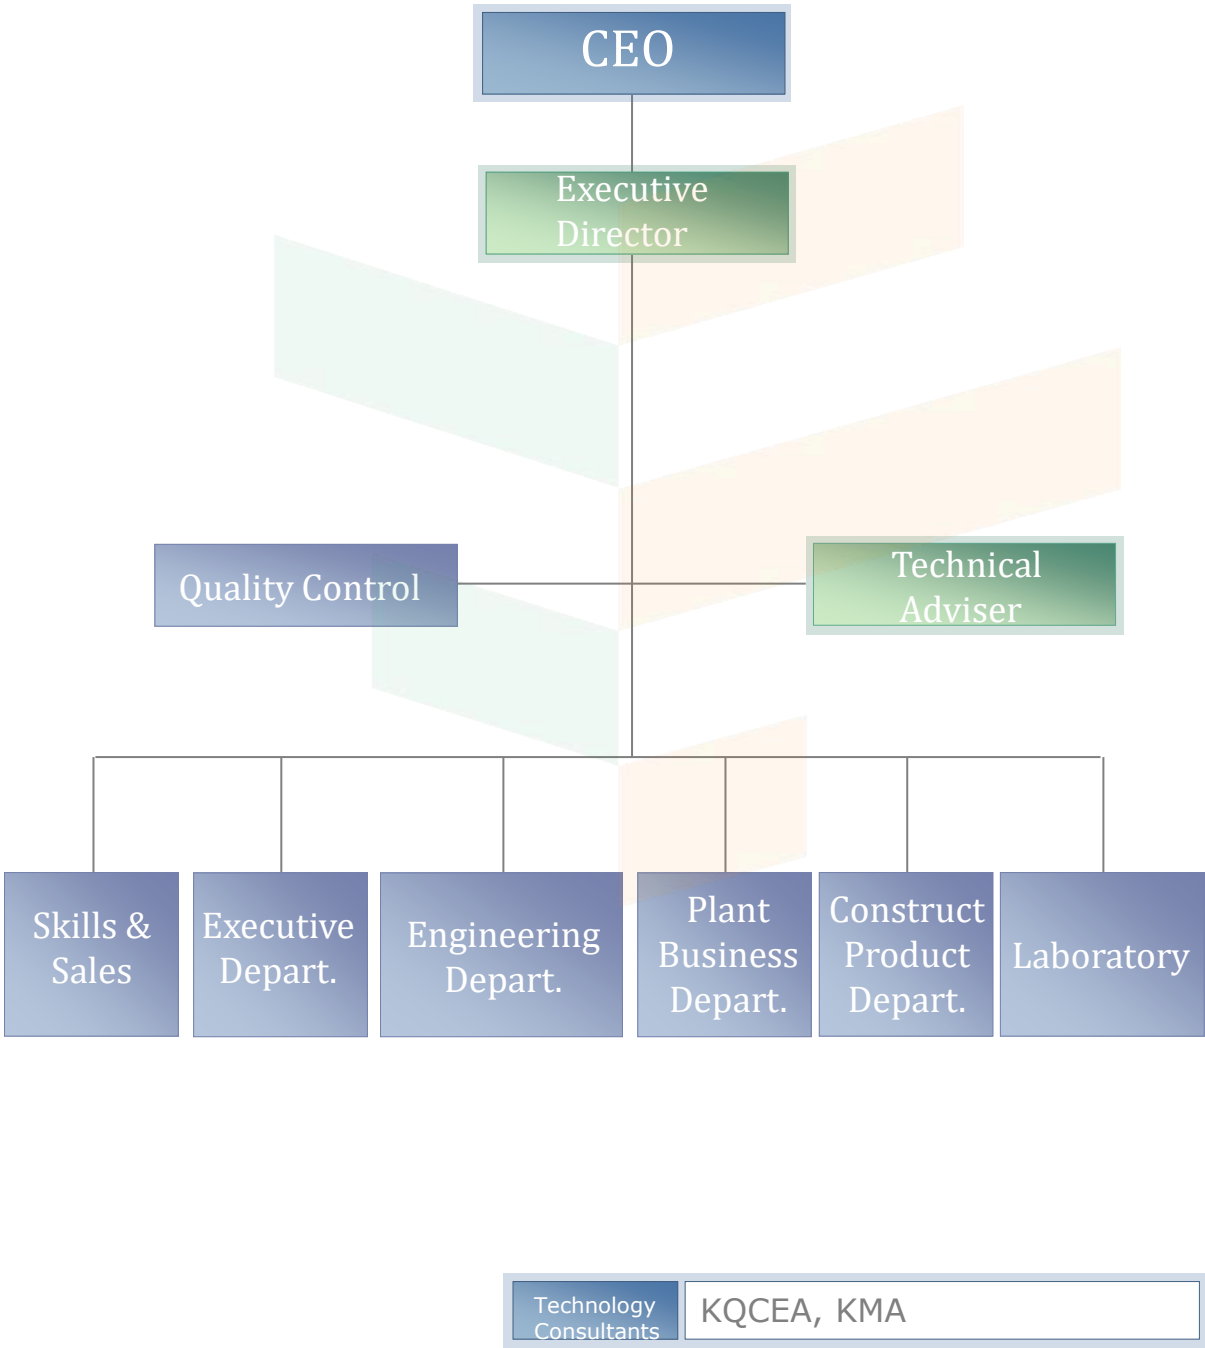 CEO
Executive
Director
Quality Control
Technical
Adviser
Skills &
Sales
Executive
Depart.
Engineering
Depart.
Plant
Business
Depart.
Construct
Product
Depart.
Laboratory
Technology
Consultants
KQCEA, KMA